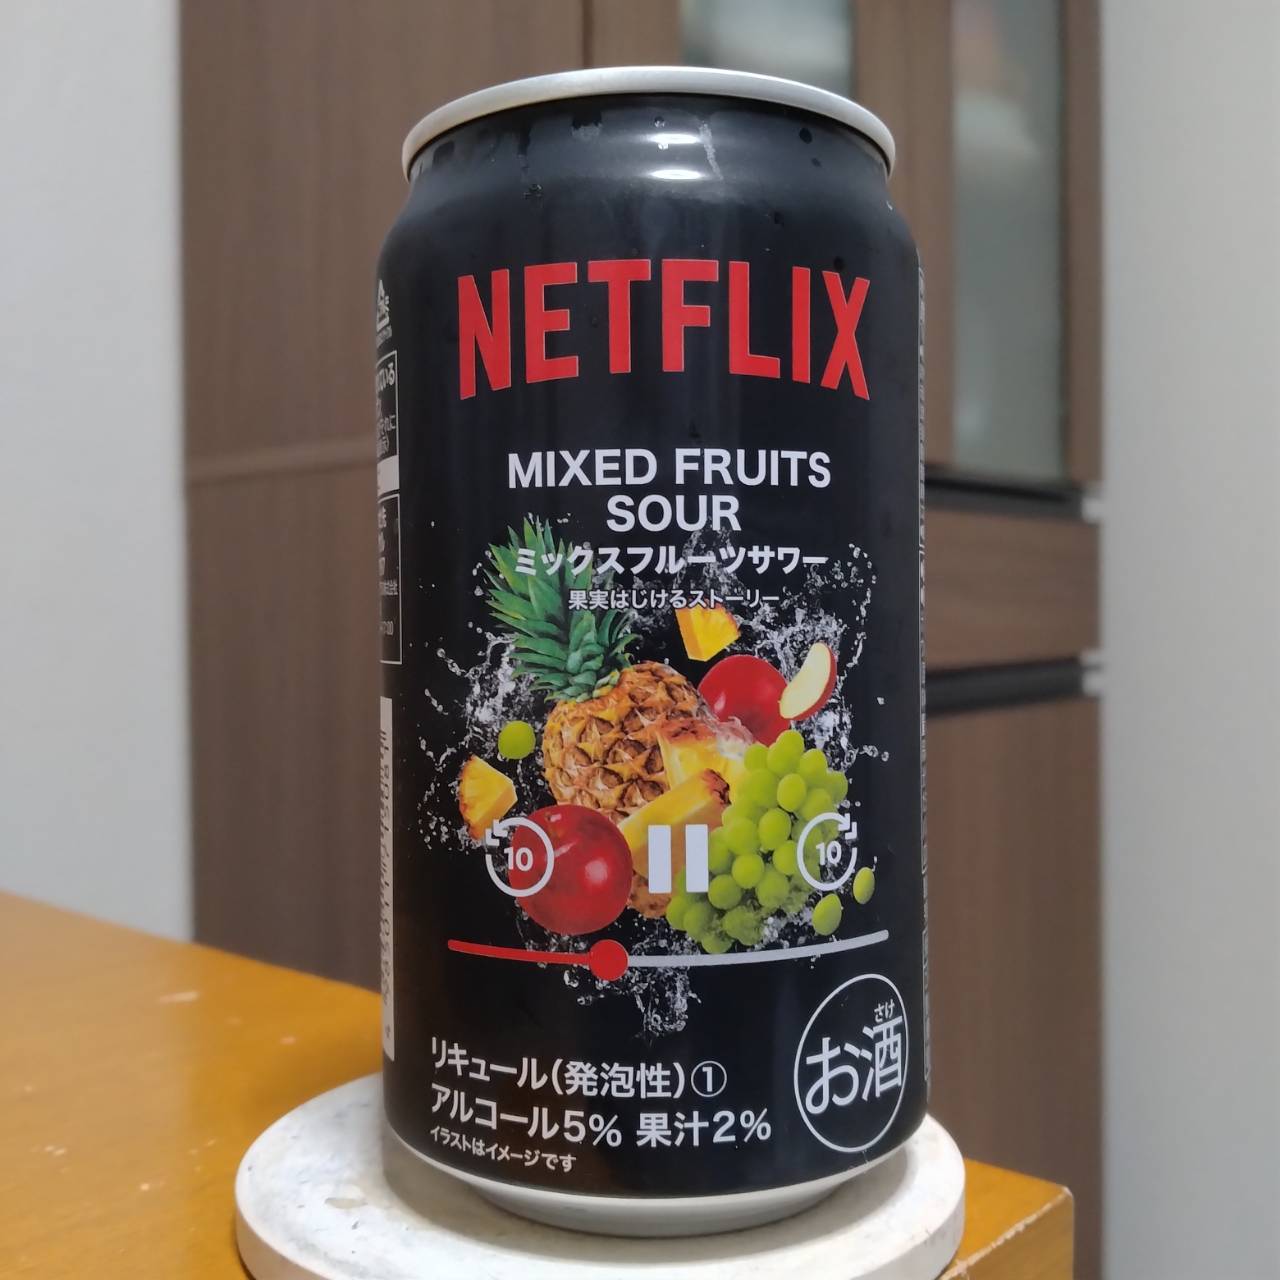 NETFLIX
MIXED FRUITS
SOUR
ミックスフルーツサワー
果実はじけるストーリー
10
10
さけ
お酒
リキュール(発泡性)①
アルコール5% 果汁2%
イラストはイメージです